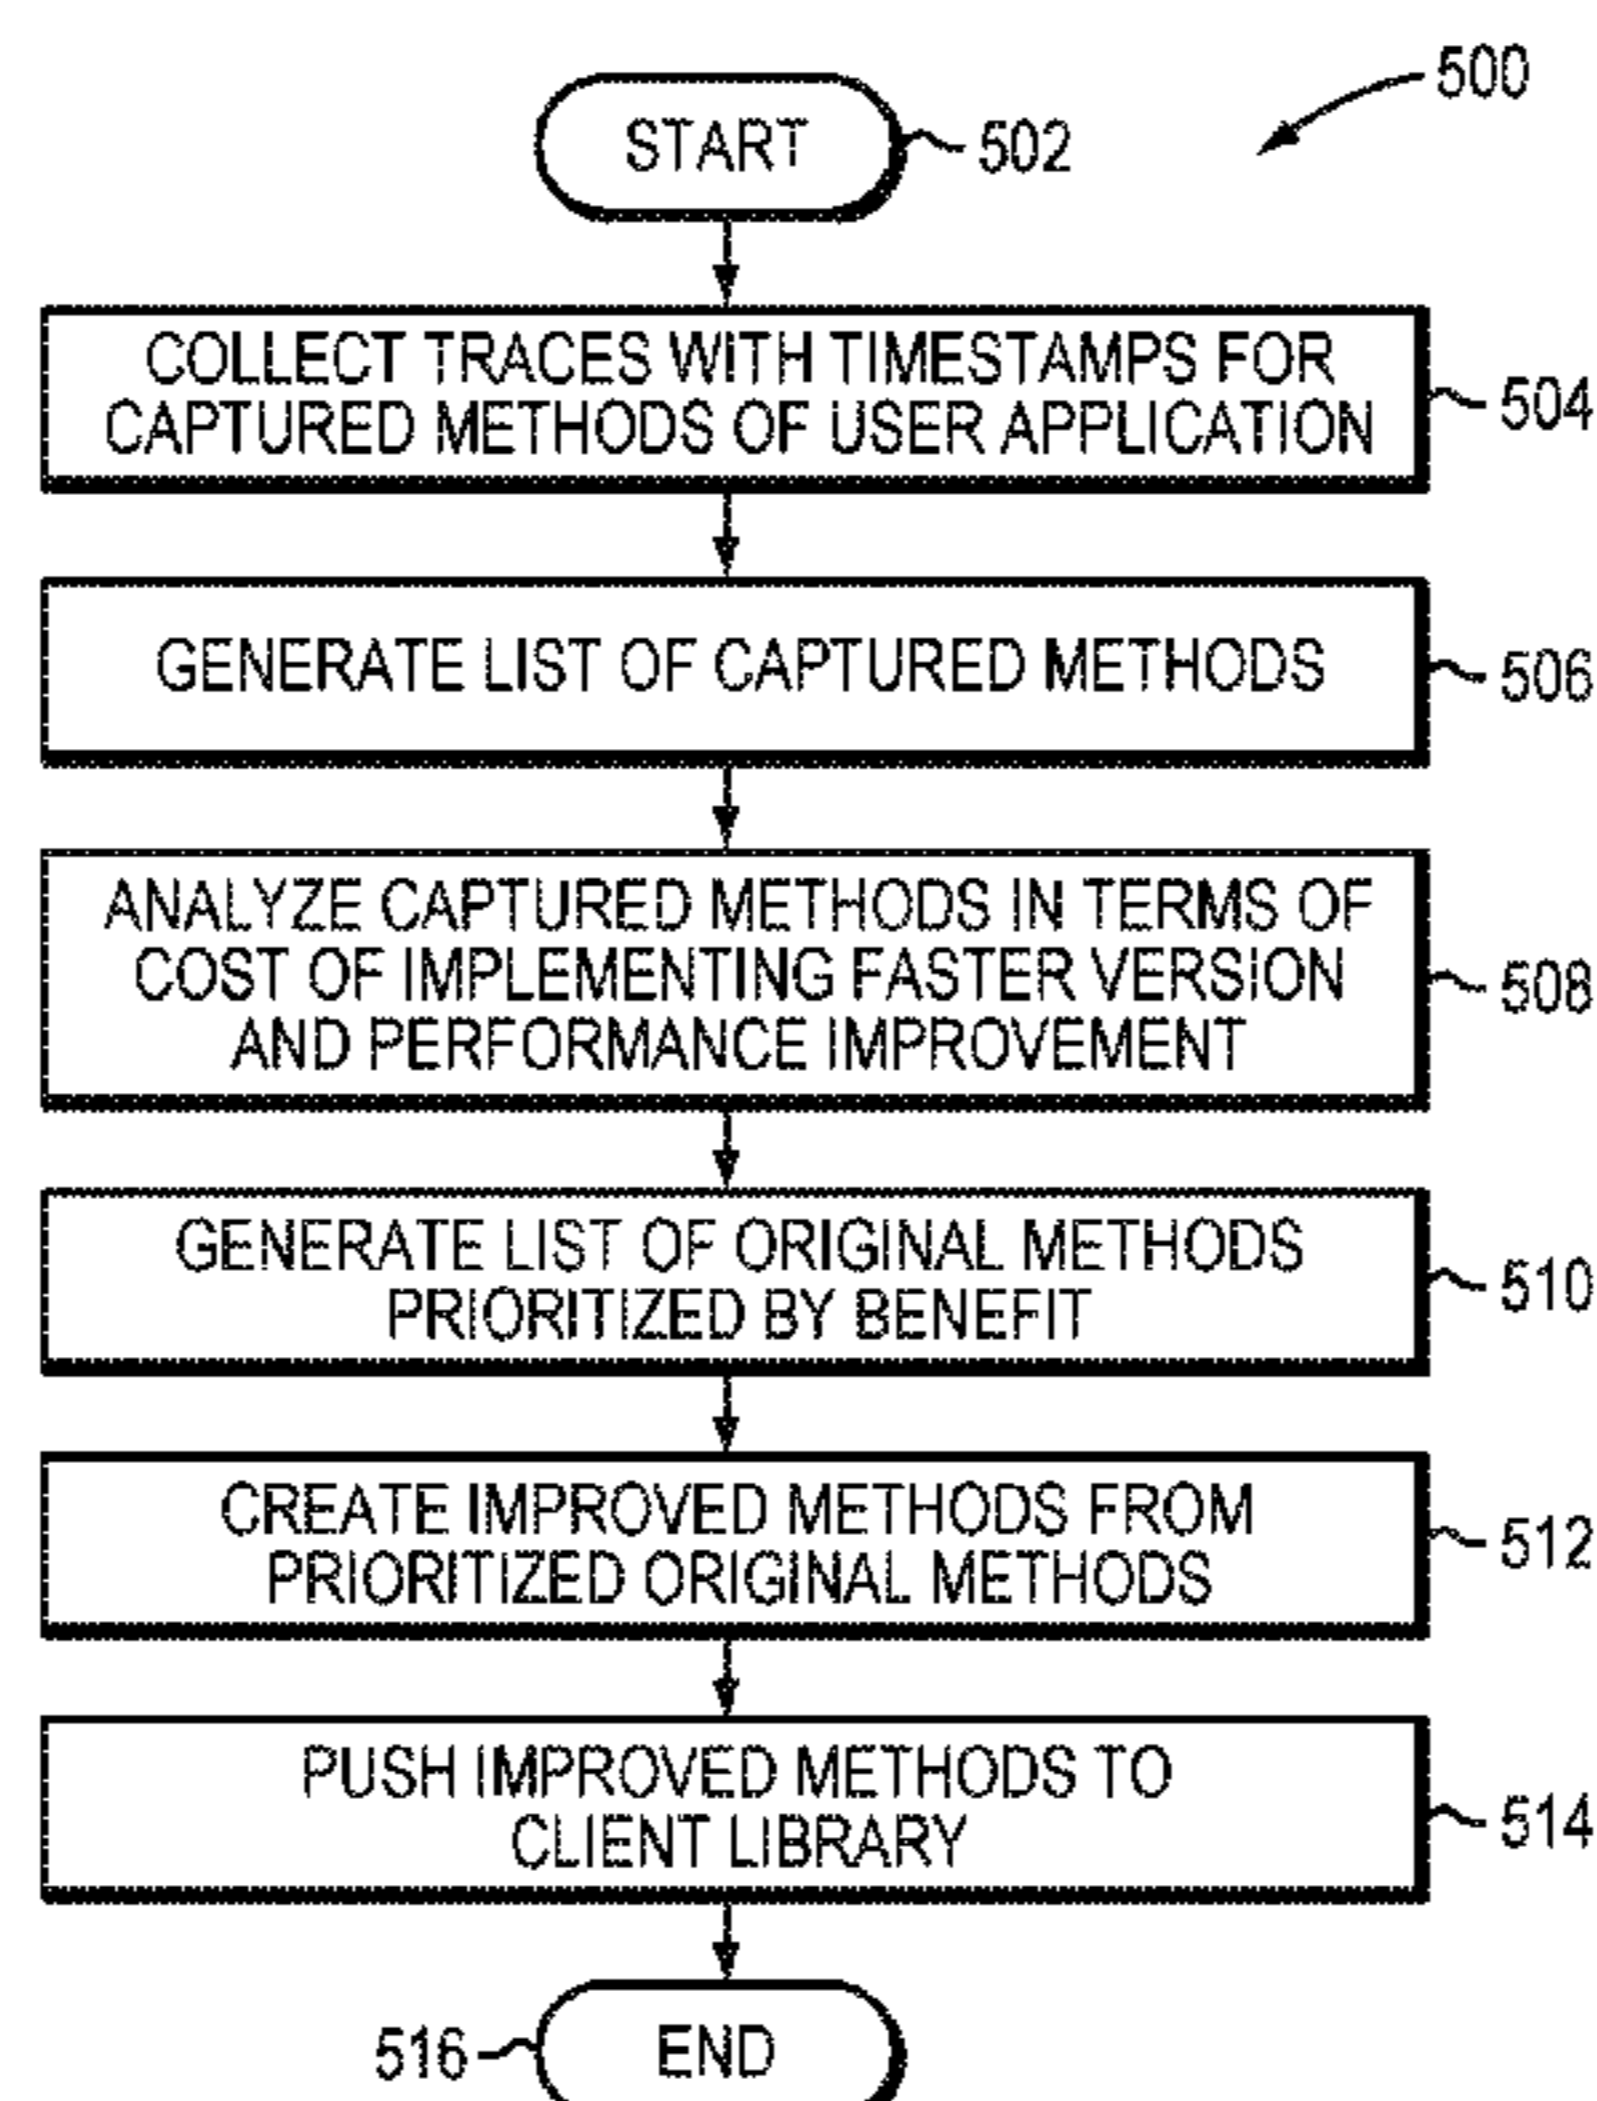 500
START
502
COLLECT TRACES WITH TIMESTAMPS FOR
CAPTURED METHODS OF USER APPLICATION
504
GENERATE LIST OF CAPTURED METHODS
506
ANALYZE CAPTURED METHODS IN TERMS OF
COST OF IMPLEMENTING FASTER VERSION
AND PERFORMANCE IMPROVEMENT
508
GENERATE LIST OF ORIGINAL METHODS
PRIORITIZED BY BENEFIT
510
CREATE IMPROVED METHODS FROM
PRIORITIZED ORIGINAL METHODS
512
PUSH IMPROVED METHODS TO
CLIENT LIBRARY
514
516
END